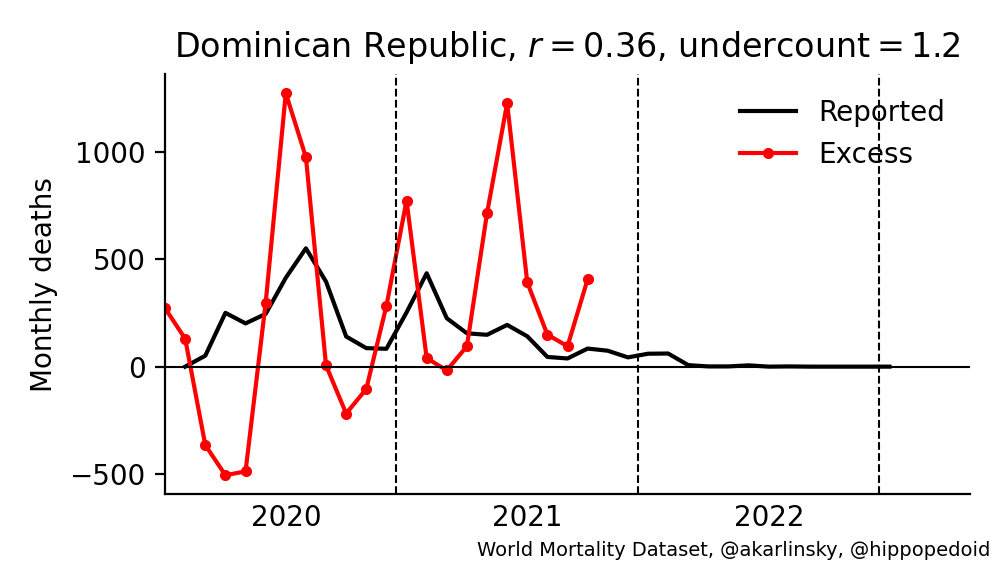 Dominican Republic, r = 0.36, undercount = 1.2
Reported
Excess
Monthly deaths
1000
500
0
−500
2020 2021 2022
World Mortality Dataset, @akarlinsky, @hippopedoid